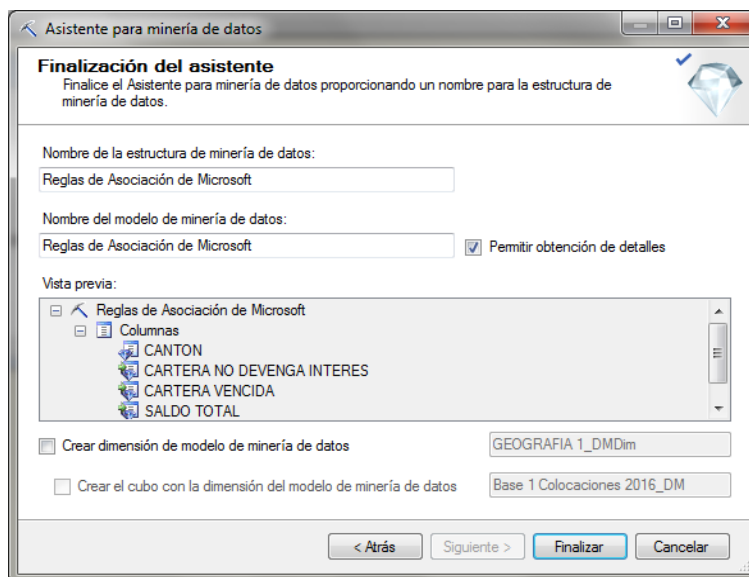 Asistente para minería de datos
Finalización del asistente
Finalice el Asistente para minería de datos proporcionando un nombre para la estructura de
minería de datos.
Nombre de la estructura de minería de datos:
Reglas de Asociación de Microsoft
Nombre del modelo de minería de datos:
Reglas de Asociación de Microsoft
Permitir obtención de detalles
Vista previa:
Reglas de Asociación de Microsoft
Columnas
CANTON
CARTERA NO DEVENGA INTERES
CARTERA VENCIDA
SALDO TOTAL
Crear dimensión de modelo de minería de datos
GEOGRAFIA 1_DMDim
Crear el cubo con la dimensión del modelo de minería de datos
Base 1 Colocaciones 2016_DM
< Atrás
Siguiente >
Finalizar
Cancelar